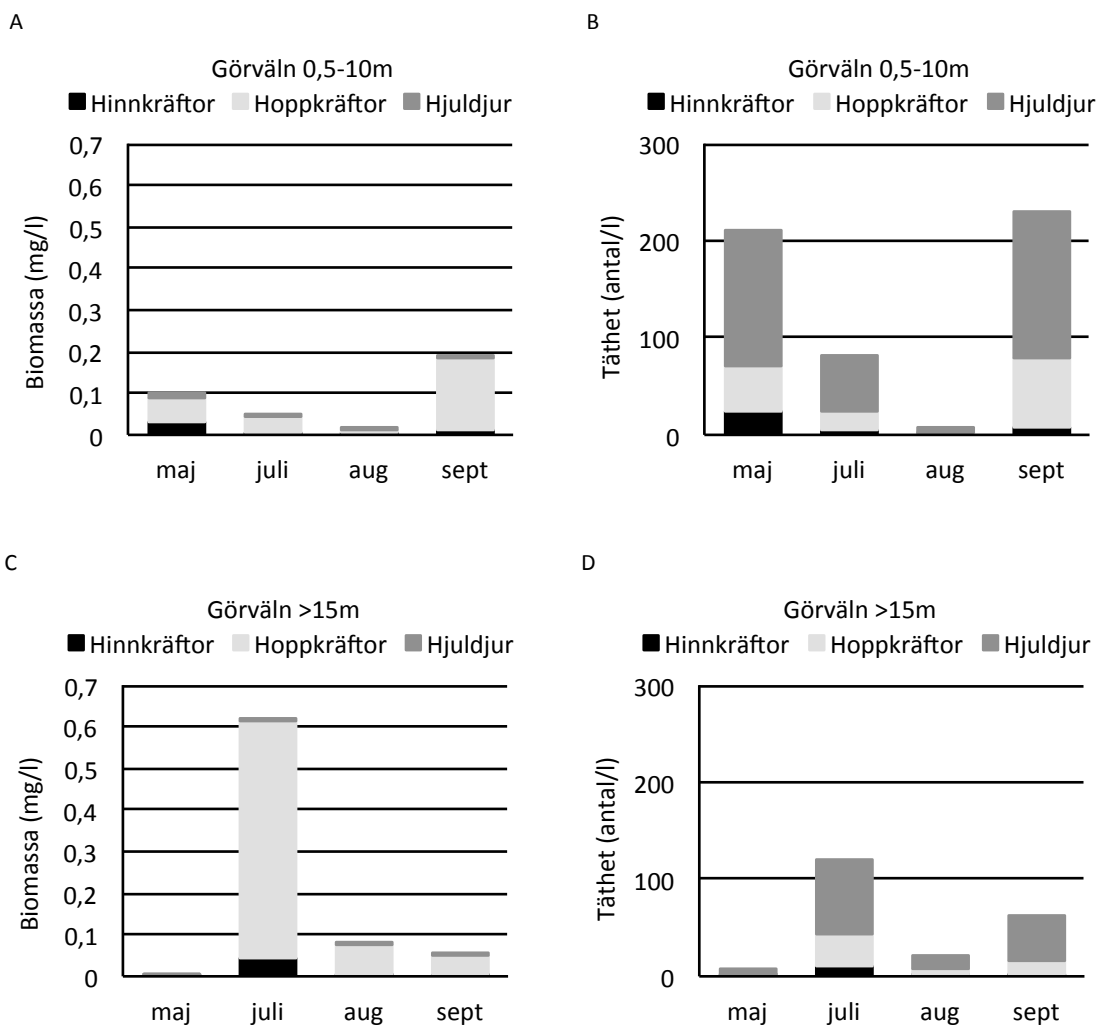 A
Görväln 0,5-10m
Hinnkräftor Hoppkräftor Hjuldjur
Biomassa (mg/l)
0,7
0,6
0,5
0,4
0,3
0,2
0,1
0
maj juli aug sept
B
Görväln 0,5-10m
Hinnkräftor Hoppkräftor Hjuldjur
Täthet (antal/l)
300
200
100
0
maj juli aug sept
C
Görväln >15m
Hinnkräftor Hoppkräftor Hjuldjur
Biomassa (mg/l)
0,7
0,6
0,5
0,4
0,3
0,2
0,1
0
maj juli aug sept
D
Görväln >15m
Hinnkräftor Hoppkräftor Hjuldjur
Täthet (antal/l)
300
200
100
0
maj juli aug sept